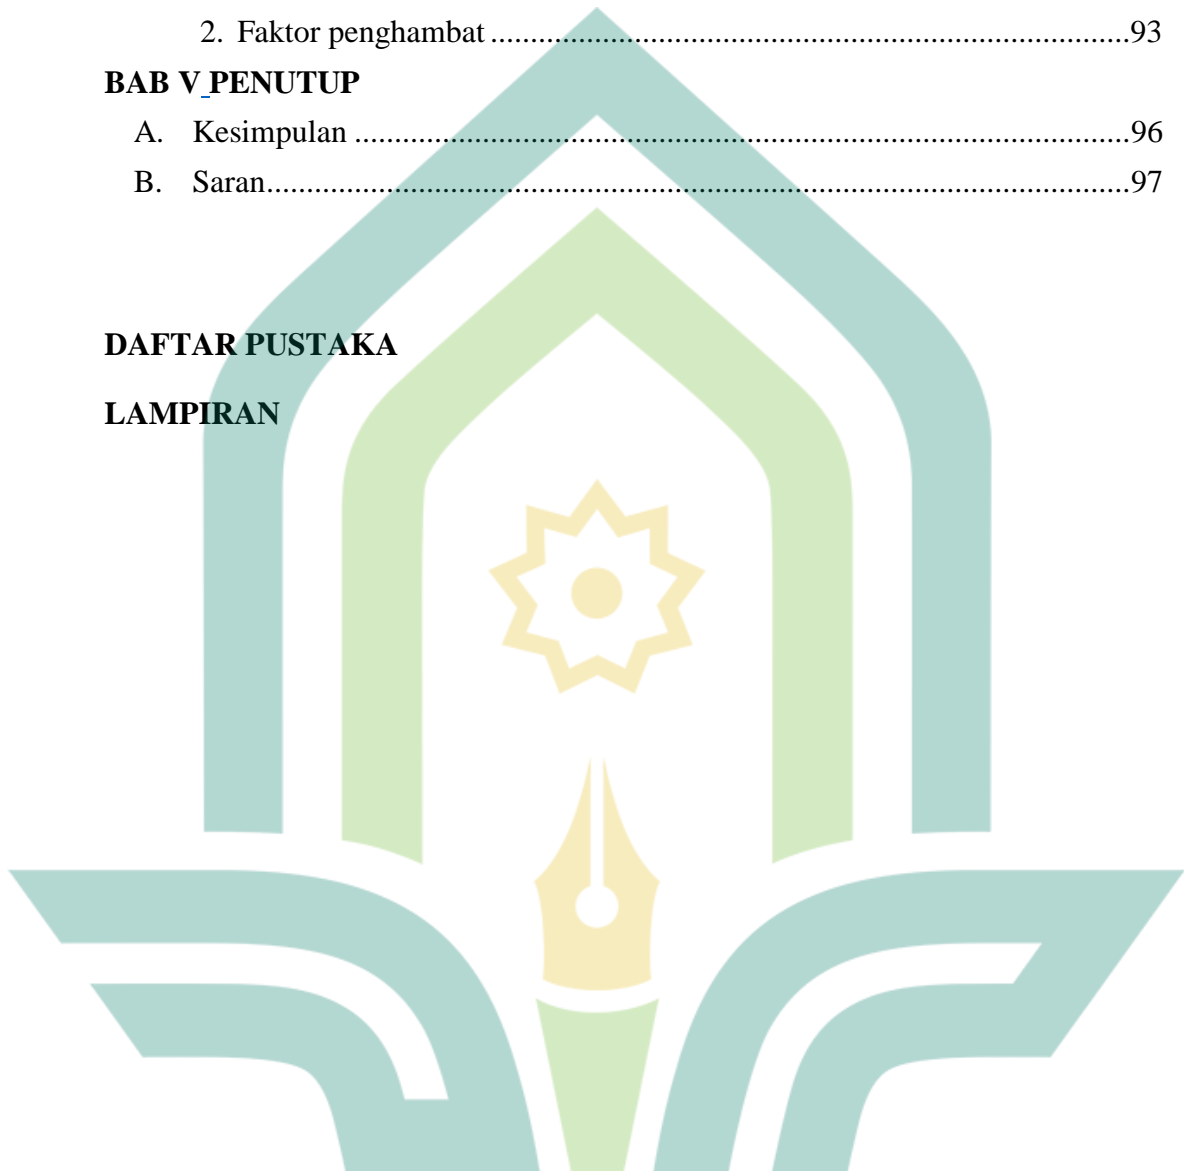 2. Faktor penghambat ................................................................................93
BAB V PENUTUP
A. Kesimpulan .................................................................................................96
B. Saran............................................................................................................97
DAFTAR PUSTAKA
LAMPIRAN